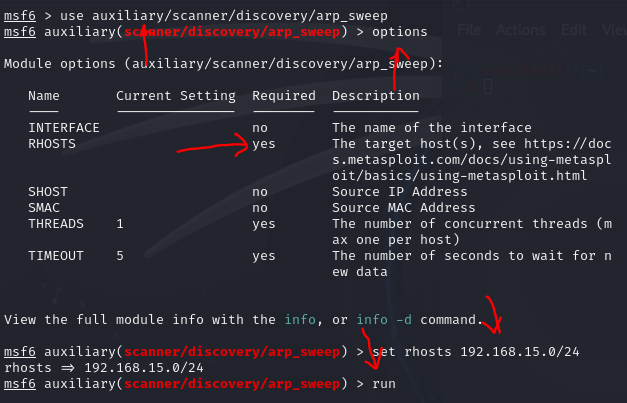 File Actions
msf6 > use auxiliary/scanner/discovery/arp_sweep
msf6 auxiliary(scanner/discovery/arp_sweep) > options
Module options (auxiliary/scanner/discovery/arp_sweep):
Name Current Setting Required Description
---- --------------- -------- -----------
INTERFACE no The name of the interface
RHOSTS yes The target host(s), see https://doc
s.metasploit.com/docs/using-metaspl
oit/basics/using-metasploit.html
SHOST no Source IP Address
SMAC no Source MAC Address
THREADS 1 yes The number of concurrent threads (m
ax one per host)
TIMEOUT 5 yes The number of seconds to wait for n
ew data
View the full module info with the info, or info -d command.
msf6 auxiliary(scanner/discovery/arp_sweep) > set rhosts 192.168.15.0/24
rhosts => 192.168.15.0/24
msf6 auxiliary(scanner/discovery/arp_sweep) > run